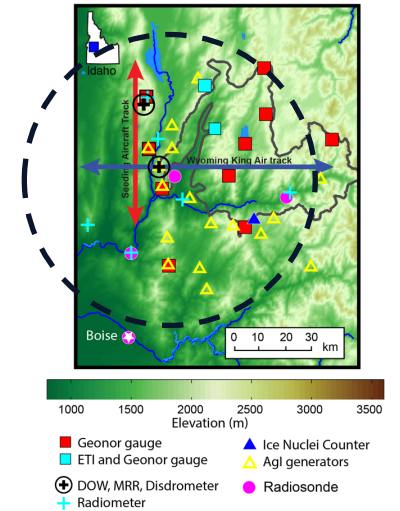 Idaho
Seeding Aircraft Track
Wyoming King Air track
Boise
0 10 20 30
km
1000 1500 2000 2500 3000 3500
Elevation (m)
Geonor gauge
ETI and Geonor gauge
DOW, MRR, Disdrometer
Radiometer
Ice Nuclei Counter
AgI generators
Radiosonde